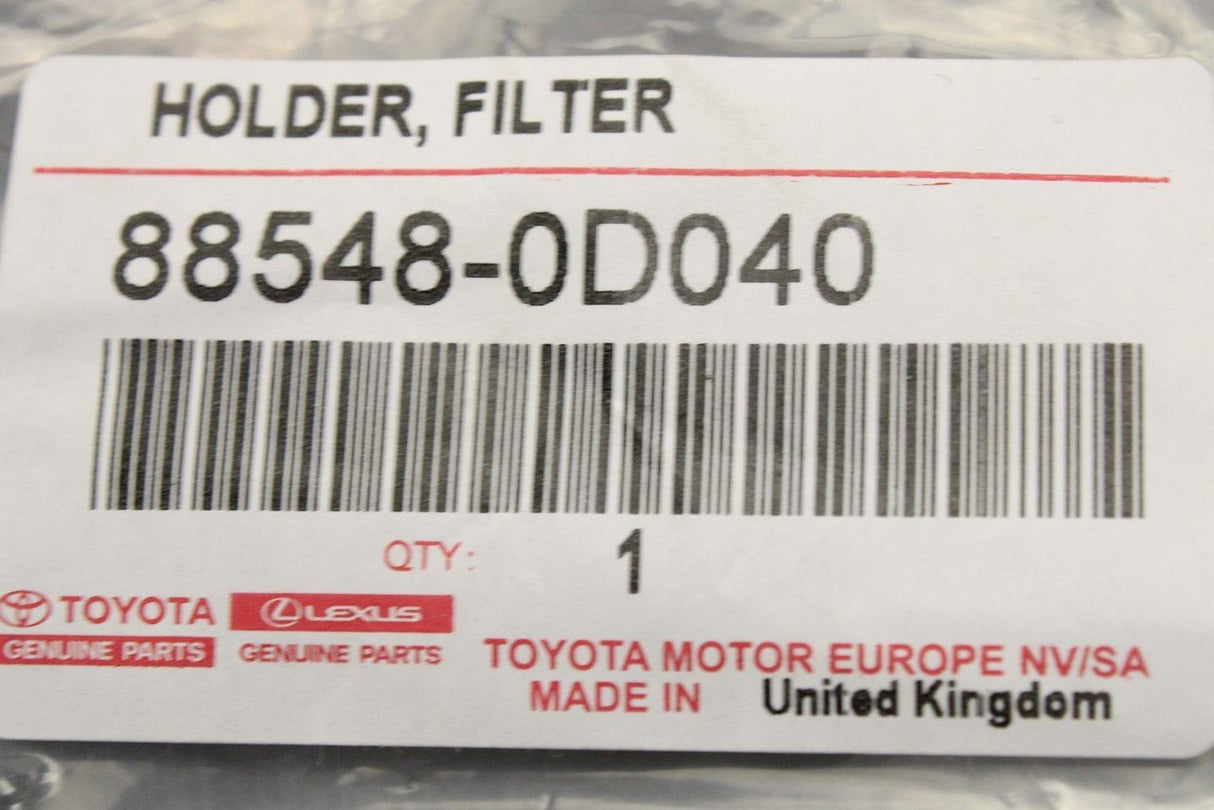 HOLDER, FILTER
88548-0D040
QTY: 1
TOYOTA LEXUS
GENUINE PARTS GENUINE PARTS
TOYOTA MOTOR EUROPE NV/SA
MADE IN United Kingdom